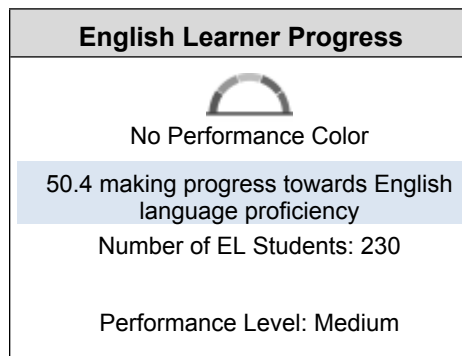 English Learner Progress
No Performance Color
50.4 making progress towards English
language proficiency
Number of EL Students: 230
Performance Level: Medium